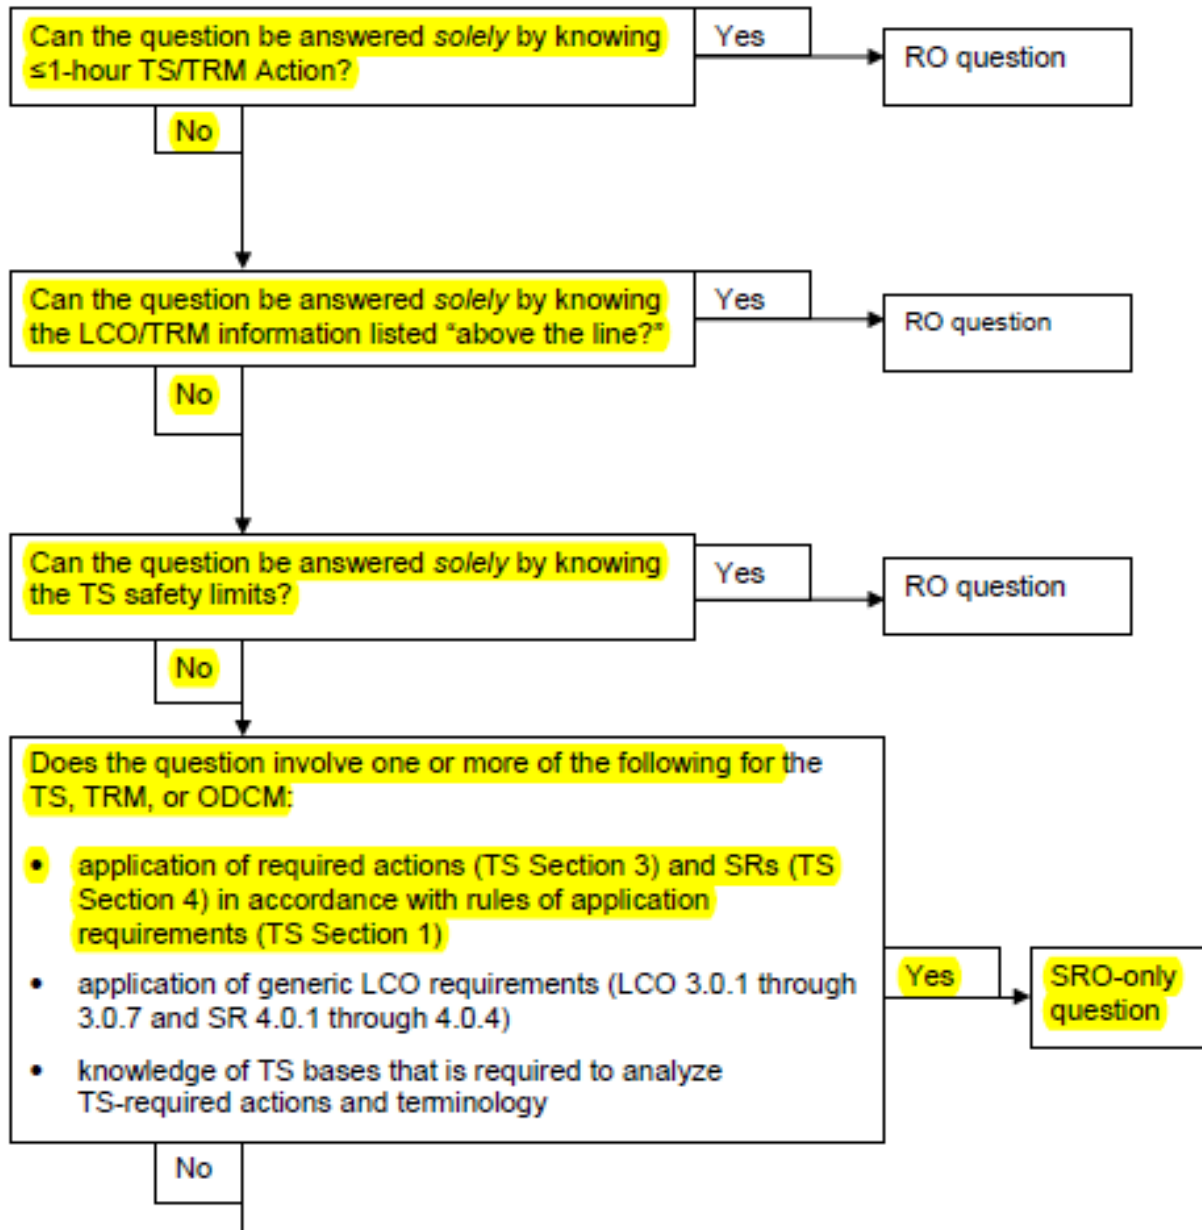 Can the question be answered solely by knowing
≤1-hour TS/TRM Action?
Yes
RO question
No
Can the question be answered solely by knowing
the LCO/TRM information listed “above the line?”
Yes
RO question
No
Can the question be answered solely by knowing
the TS safety limits?
Yes
RO question
No
Does the question involve one or more of the following for the
TS, TRM, or ODCM:
• application of required actions (TS Section 3) and SRs (TS
Section 4) in accordance with rules of application
requirements (TS Section 1)
• application of generic LCO requirements (LCO 3.0.1 through
3.0.7 and SR 4.0.1 through 4.0.4)
• knowledge of TS bases that is required to analyze
TS-required actions and terminology
Yes
SRO-only
question
No